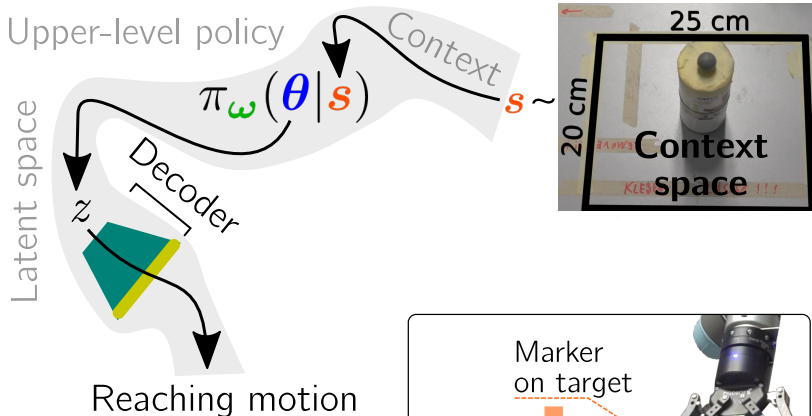 Upper-level policy
Context
π_ω(θ|s)
s ~
25 cm
20 cm
Context
space
Latent space
Decoder
z
Reaching motion
Marker
on target